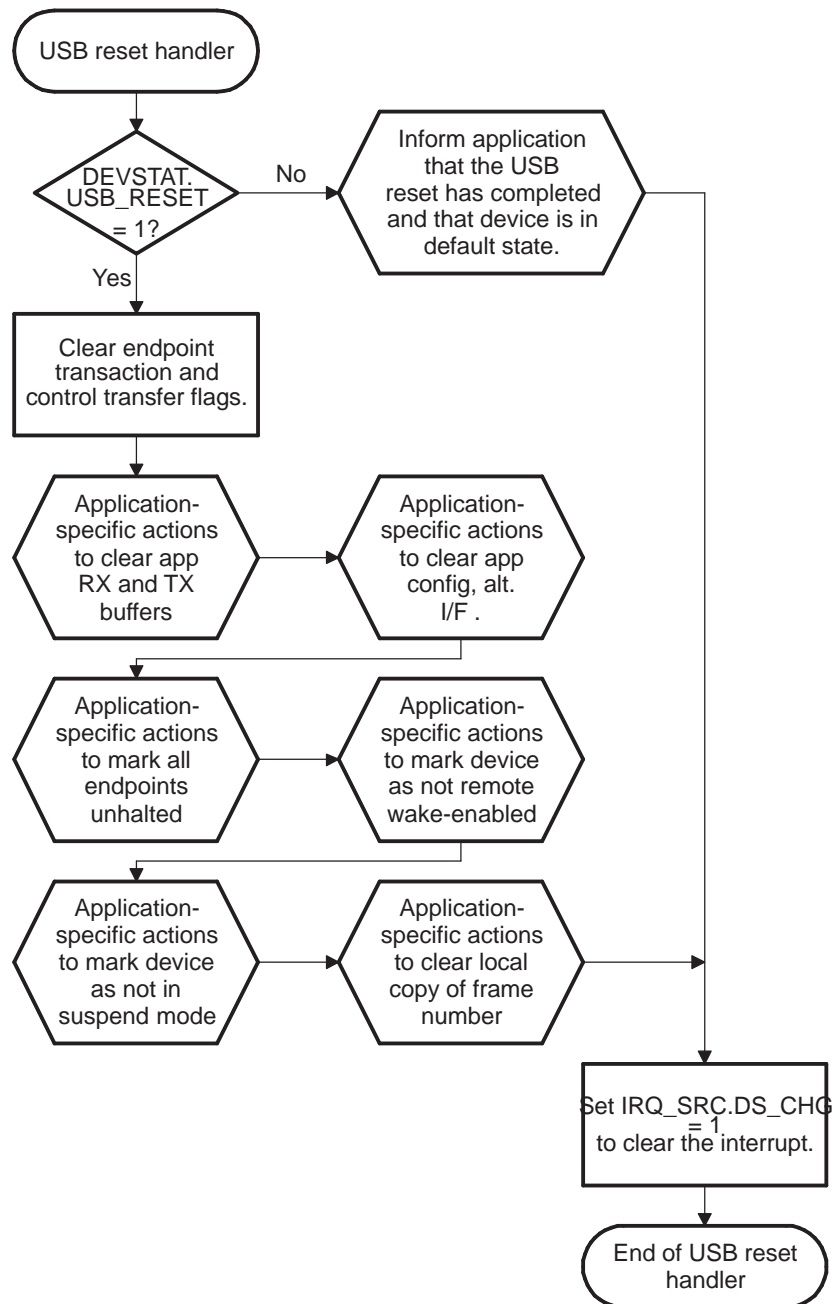 USB reset handler
DEVSTAT.
USB_RESET
= 1?
No
Inform application
that the USB
reset has completed
and that device is in
default state.
Yes
Clear endpoint
transaction and
control transfer flags.
Application-
specific actions
to clear app
RX and TX
buffers
Application-
specific actions
to clear app
config, alt.
I/F .
Application-
specific actions
to mark all
endpoints
unhalted
Application-
specific actions
to mark device
as not remote
wake-enabled
Application-
specific actions
to mark device
as not in
suspend mode
Application-
specific actions
to clear local
copy of frame
number
Set IRQ_SRC.DS_CHG
= 1
to clear the interrupt.
End of USB reset
handler